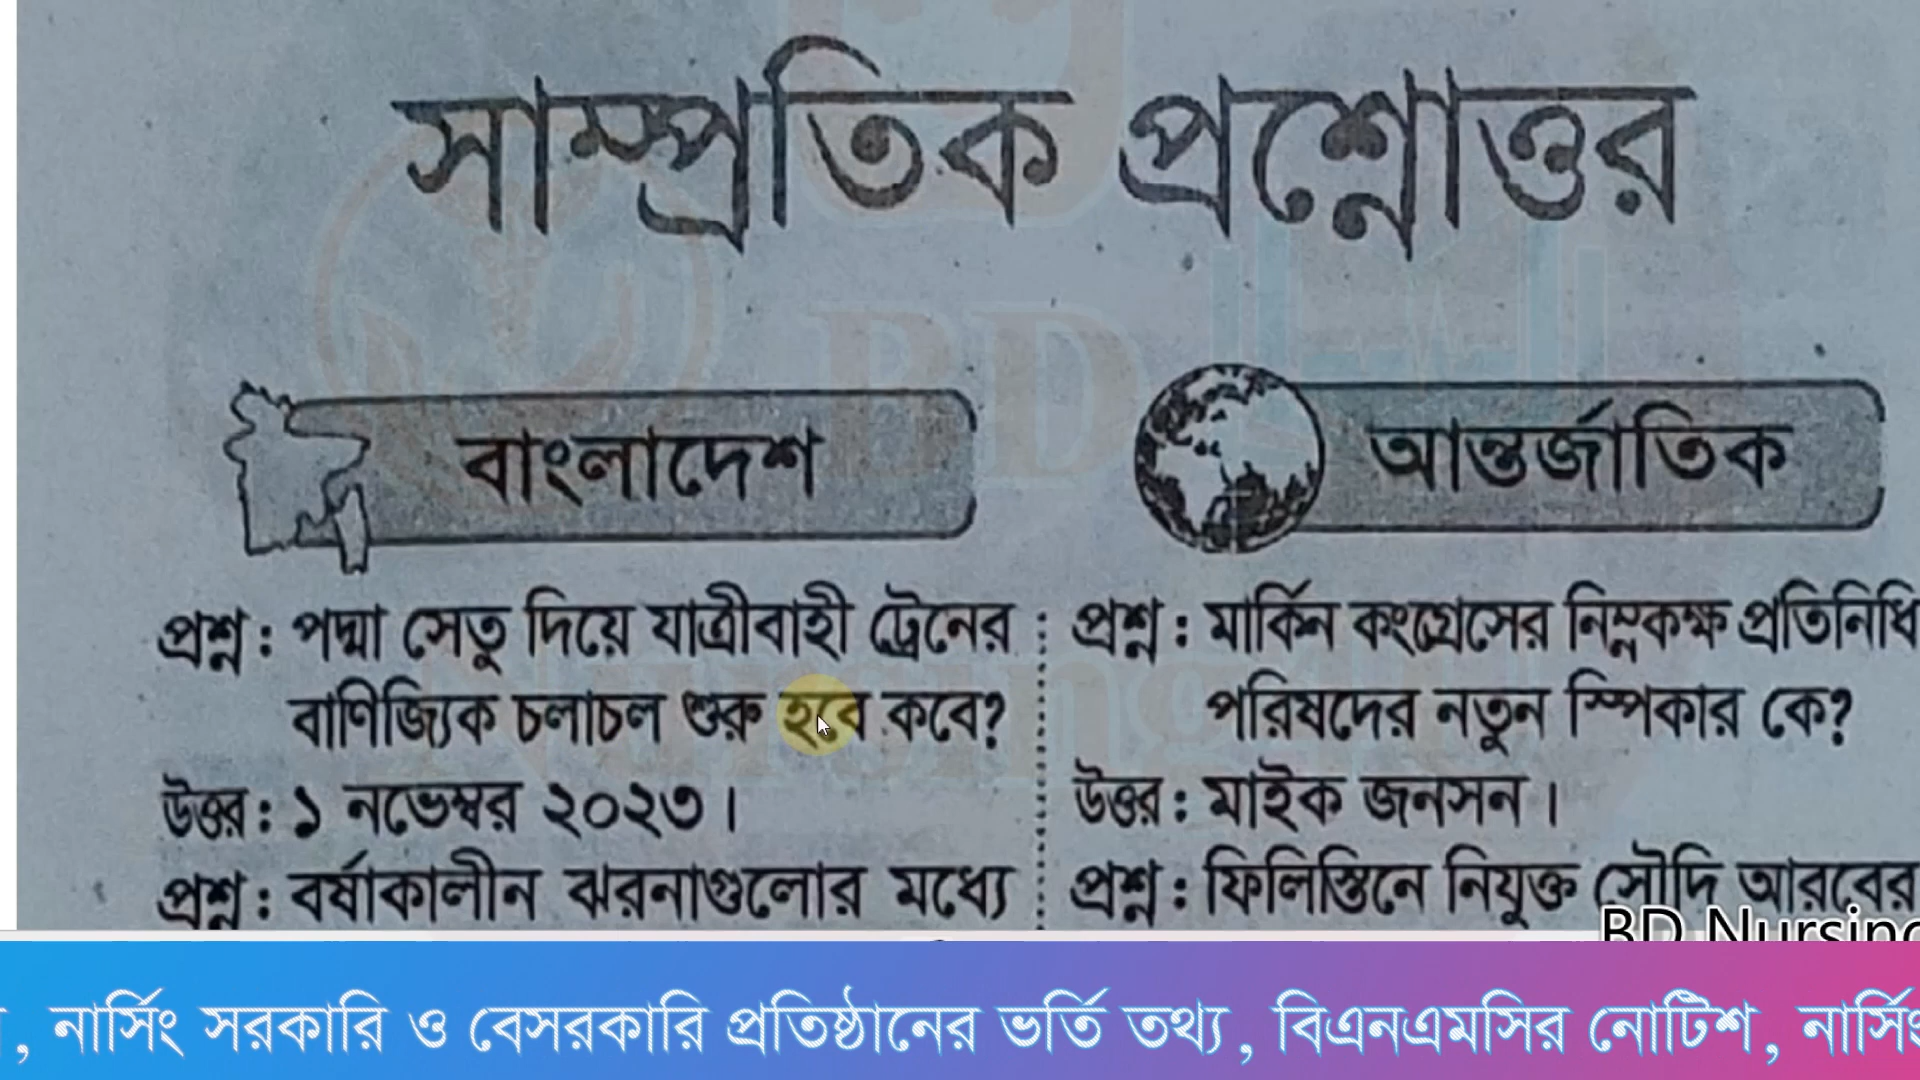 সাম্প্রতিক প্রশ্নোত্তর
বাংলাদেশ
প্রশ্ন : পদ্মা সেতু দিয়ে যাত্রীবাহী ট্রেনের
বাণিজ্যিক চলাচল শুরু হবে কবে?
উত্তর : ১ নভেম্বর ২০২৩।
প্রশ্ন : বর্ষাকালীন ঝরনাগুলোর মধ্যে
আন্তর্জাতিক
প্রশ্ন : মার্কিন কংগ্রেসের নিম্নকক্ষ প্রতিনিধি
পরিষদের নতুন স্পিকার কে?
উত্তর : মাইক জনসন।
প্রশ্ন : ফিলিস্তিনে নিযুক্ত সৌদি আরবের
BD Nursing
, নার্সিং সরকারি ও বেসরকারি প্রতিষ্ঠানের ভর্তি তথ্য, বিএনএমসির নোটিশ, নার্সিং